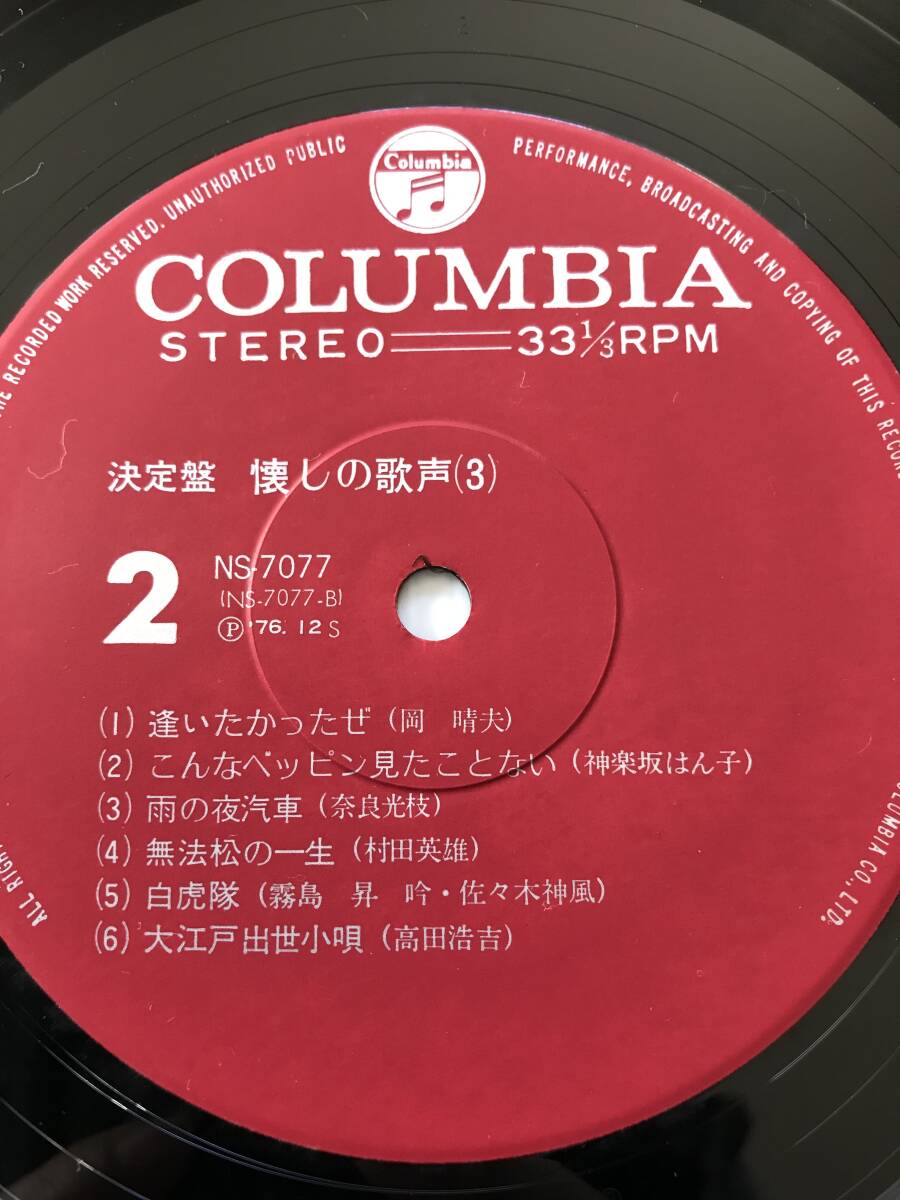 Columbia
COLUMBIA
STEREO 33⅓RPM
決定盤 懐しの歌声(3)
2
NS-7077
(NS-7077-B)
Ⓟ '76. 12 S
(1) 逢いたかったぜ (岡 晴夫)
(2) こんなベッピン見たことない (神楽坂はん子)
(3) 雨の夜汽車 (奈良光枝)
(4) 無法松の一生 (村田英雄)
(5) 白虎隊 (霧島 昇 吟・佐々木神風)
(6) 大江戸出世小唄 (高田浩吉)
ALL RIGH
RECORDED WORK RESERVED. UNAUTHORIZED PUBLIC PERFORMANCE, BROADCASTING AND COPYING OF THIS RECORD
COLUMBIA CO., LTD.